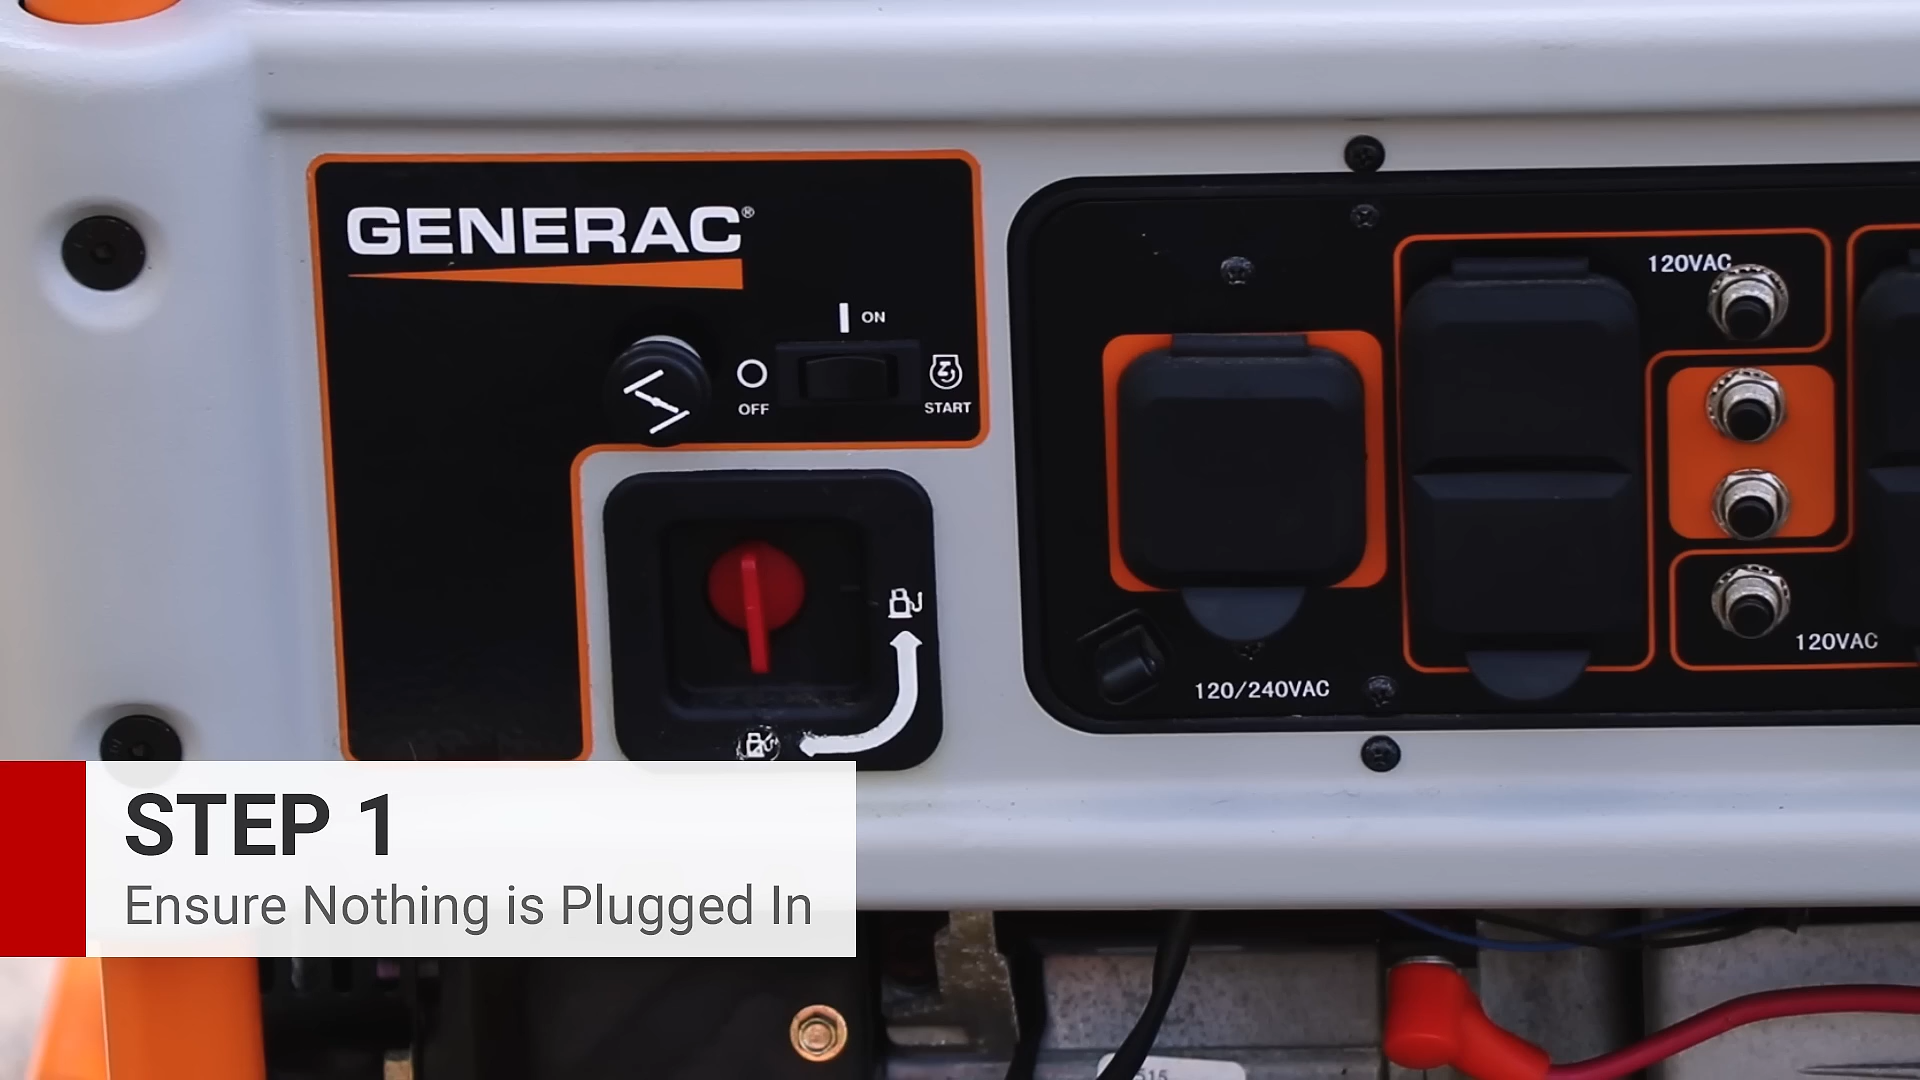 GENERAC®
ON
OFF
START
120VAC
120VAC
120/240VAC
STEP 1
Ensure Nothing is Plugged In